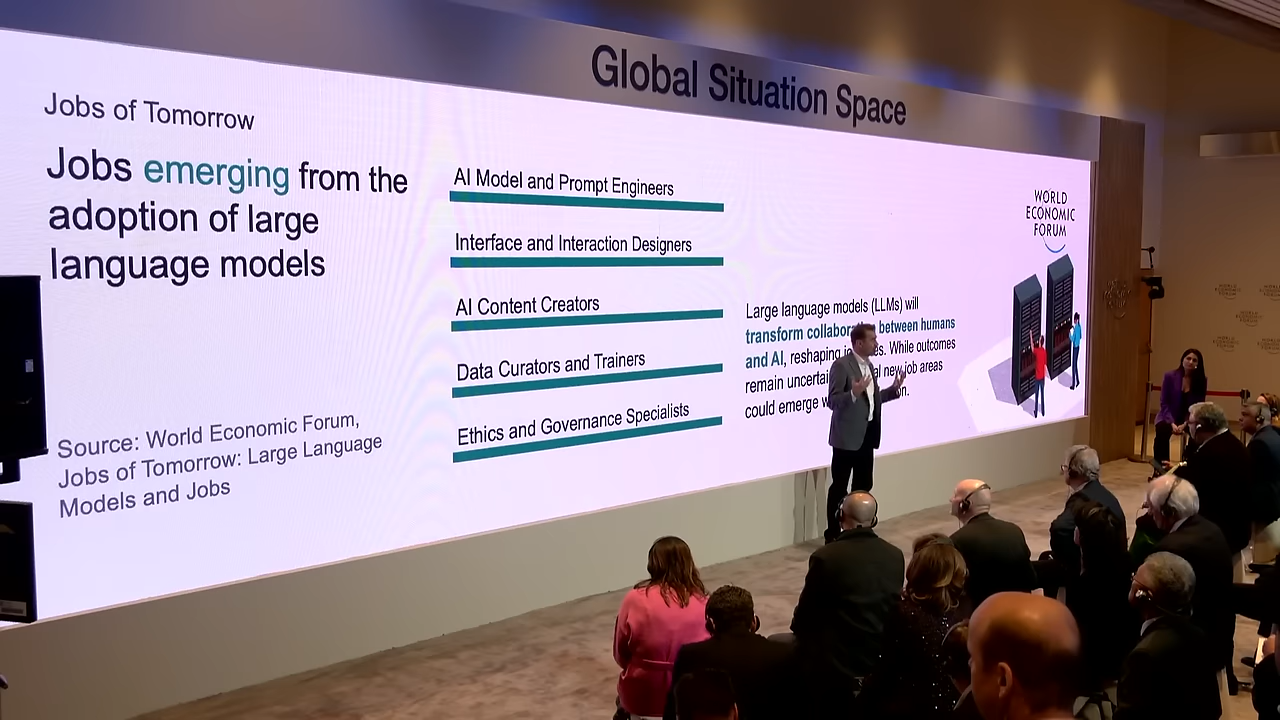 Global Situation Space
Jobs of Tomorrow
Jobs emerging from the
adoption of large
language models
Source: World Economic Forum,
Jobs of Tomorrow: Large Language
Models and Jobs
AI Model and Prompt Engineers
Interface and Interaction Designers
AI Content Creators
Data Curators and Trainers
Ethics and Governance Specialists
Large language models (LLMs) will
transform between humans
and AI, reshaping While outcomes
remain new job areas
could emerge
WORLD
ECONOMIC
FORUM